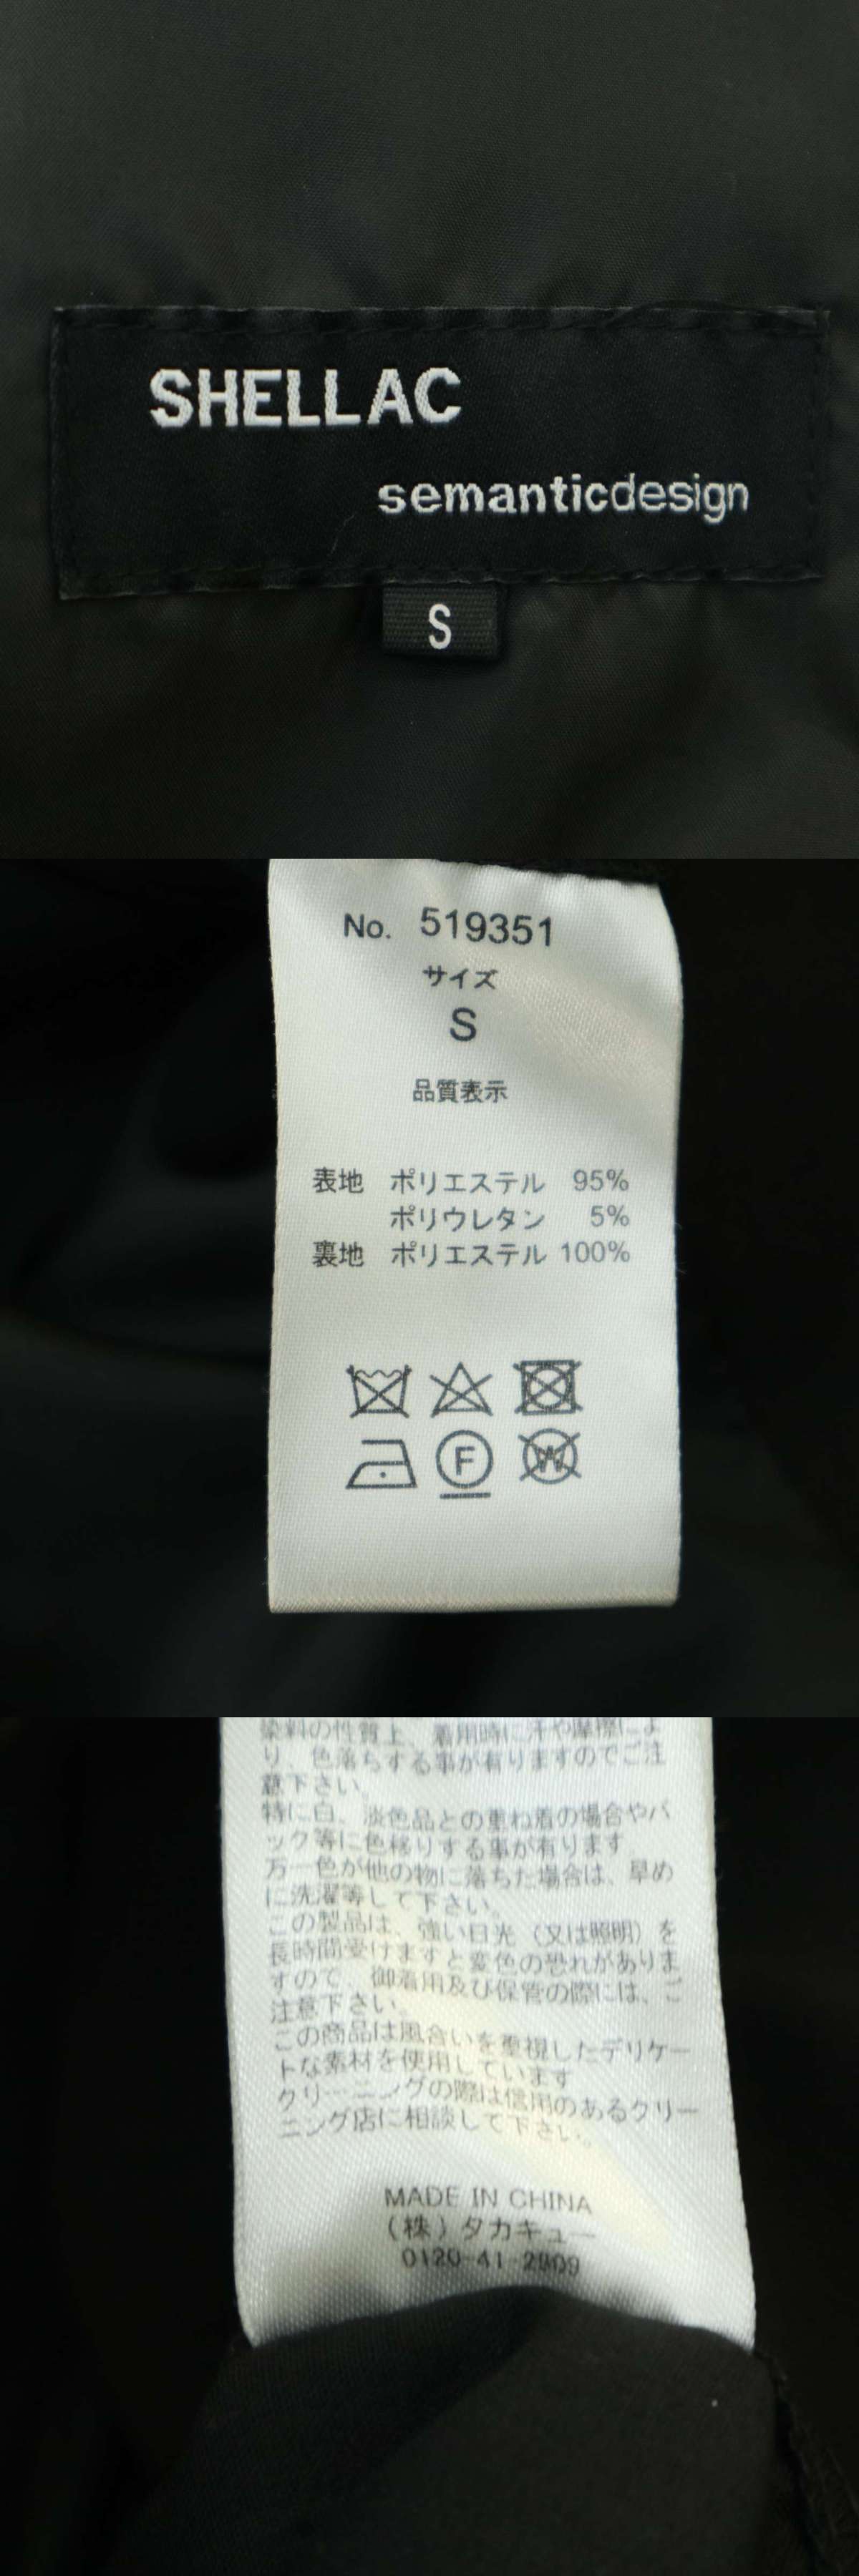 SHELLAC
semanticdesign
S
No. 519351
サイズ
S
品質表示
表地 ポリエステル 95%
ポリウレタン 5%
裏地 ポリエステル 100%
F
W
染料の性質上、着用時に汗や摩擦によ
り、色落ちする事が有りますのでご注
意下さい。
特に白、淡色品との重ね着の場合やバ
ック等に色移りする事が有ります
万一色が他の物に落ちた場合は、早め
に洗濯等して下さい。
この製品は、強い日光（又は照明）を
長時間受けますと変色の恐れがありま
すので、御着用及び保管の際には、ご
注意下さい。
この商品は風合いを重視したデリケー
トな素材を使用しています
クリーニングの際は信用のあるクリー
ニング店に相談して下さい。
MADE IN CHINA
（株）タカキュー
0120-41-2909